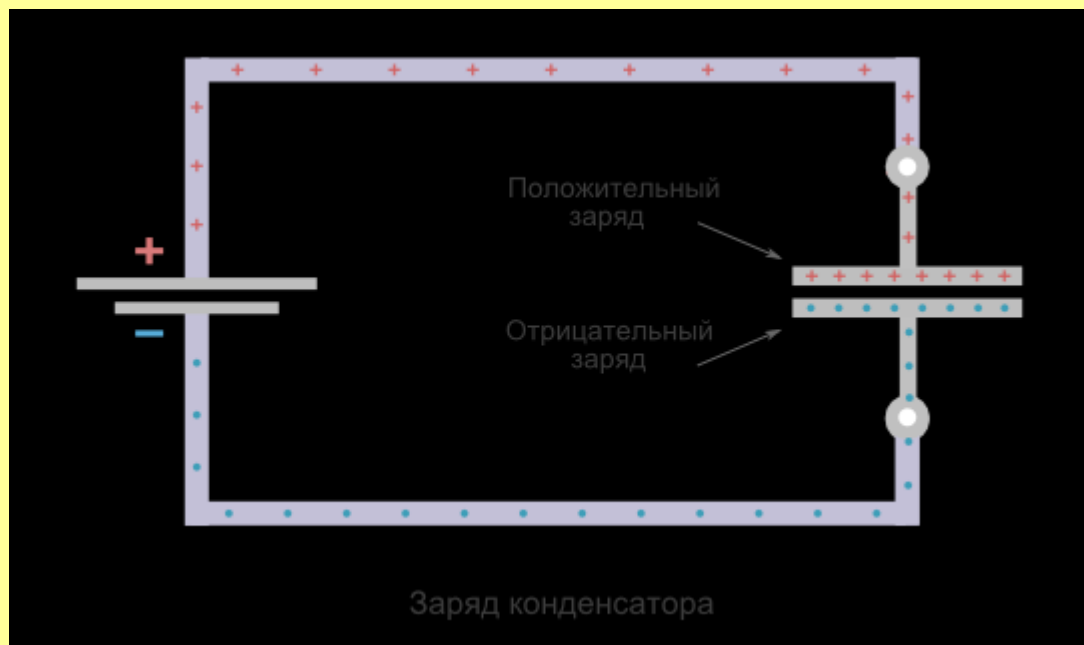 Положительный
заряд
Отрицательный
заряд
Заряд конденсатора